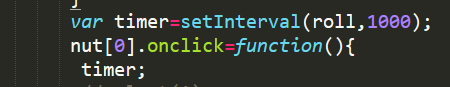 }
var timer=setInterval(roll,1000);
nut[0].onclick=function(){
timer;